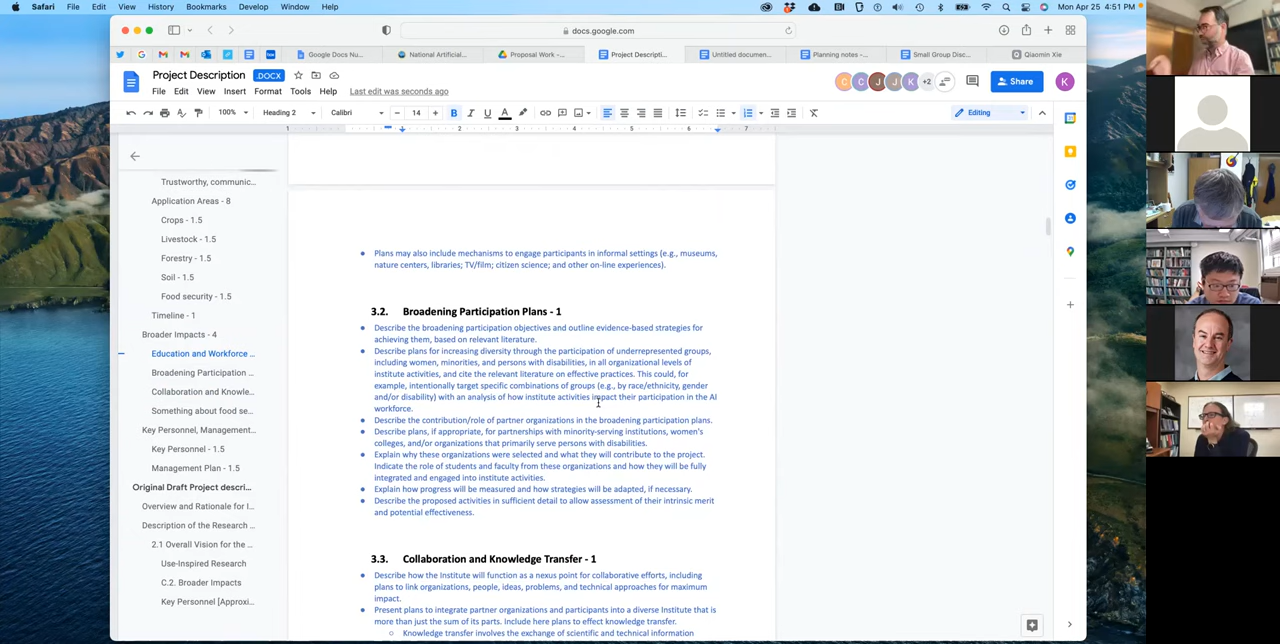 Safari File Edit View History Bookmarks Develop Window Help
Mon Apr 25 4:51 PM
docs.google.com
Google Docs Nu...
National Artificial...
Proposal Work -...
Project Descripti...
Untitled documen...
Planning notes -...
Small Group Disc...
Qiaomin Xie
Project Description .DOCX
File Edit View Insert Format Tools Help Last edit was seconds ago
C C J J K +2
Share
K
100% Heading 2 Calibri 14 B I U A
Editing
1 1 2 3 4 5 6 7
Trustworthy, communic...
Application Areas - 8
Crops - 1.5
Livestock - 1.5
Forestry - 1.5
Soil - 1.5
Food security - 1.5
Timeline - 1
Broader Impacts - 4
Education and Workforce ...
Broadening Participation ...
Collaboration and Knowle...
Something about food se...
Key Personnel, Management...
Key Personnel - 1.5
Management Plan - 1.5
Original Draft Project descri...
Overview and Rationale for I...
Description of the Research ...
2.1 Overall Vision for the ...
Use-Inspired Research
C.2. Broader Impacts
Key Personnel [Approxi...
• Plans may also include mechanisms to engage participants in informal settings (e.g., museums,
nature centers, libraries; TV/film; citizen science; and other on-line experiences).
3.2. Broadening Participation Plans - 1
• Describe the broadening participation objectives and outline evidence-based strategies for
achieving them, based on relevant literature.
• Describe plans for increasing diversity through the participation of underrepresented groups,
including women, minorities, and persons with disabilities, in all organizational levels of
institute activities, and cite the relevant literature on effective practices. This could, for
example, intentionally target specific combinations of groups (e.g., by race/ethnicity, gender
and/or disability) with an analysis of how institute activities impact their participation in the AI
workforce.
• Describe the contribution/role of partner organizations in the broadening participation plans.
• Describe plans, if appropriate, for partnerships with minority-serving institutions, women's
colleges, and/or organizations that primarily serve persons with disabilities.
• Explain why these organizations were selected and what they will contribute to the project.
Indicate the role of students and faculty from these organizations and how they will be fully
integrated and engaged into institute activities.
• Explain how progress will be measured and how strategies will be adapted, if necessary.
• Describe the proposed activities in sufficient detail to allow assessment of their intrinsic merit
and potential effectiveness.
3.3. Collaboration and Knowledge Transfer - 1
• Describe how the Institute will function as a nexus point for collaborative efforts, including
plans to link organizations, people, ideas, problems, and technical approaches for maximum
impact.
• Present plans to integrate partner organizations and participants into a diverse Institute that is
more than just the sum of its parts. Include here plans to effect knowledge transfer.
○ Knowledge transfer involves the exchange of scientific and technical information